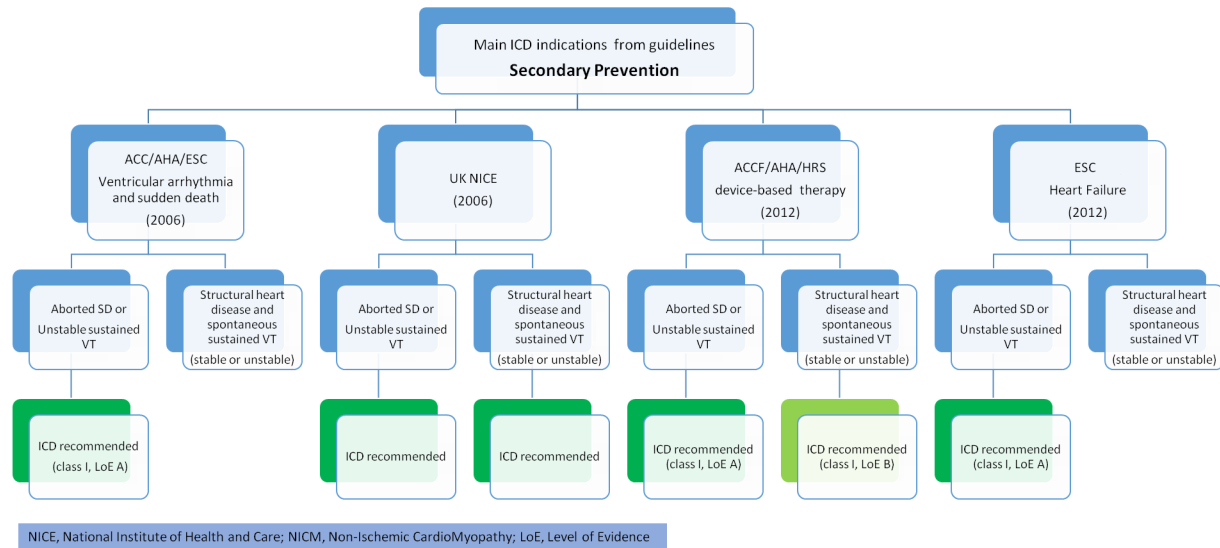 Main ICD indications from guidelines
Secondary Prevention
ACC/AHA/ESC
Ventricular arrhythmia
and sudden death
(2006)
UK NICE
(2006)
ACCF/AHA/HRS
device-based therapy
(2012)
ESC
Heart Failure
(2012)
Aborted SD or
Unstable sustained
VT
Structural heart
disease and
spontaneous
sustained VT
(stable or unstable)
Aborted SD or
Unstable sustained
VT
Structural heart
disease and
spontaneous
sustained VT
(stable or unstable)
Aborted SD or
Unstable sustained
VT
Structural heart
disease and
spontaneous
sustained VT
(stable or unstable)
Aborted SD or
Unstable sustained
VT
Structural heart
disease and
spontaneous
sustained VT
(stable or unstable)
ICD recommended
(class I, LoE A)
ICD recommended
ICD recommended
ICD recommended
(class I, LoE A)
ICD recommended
(class I, LoE B)
ICD recommended
(class I, LoE A)
NICE, National Institute of Health and Care; NICM, Non-Ischemic CardioMyopathy; LoE, Level of Evidence